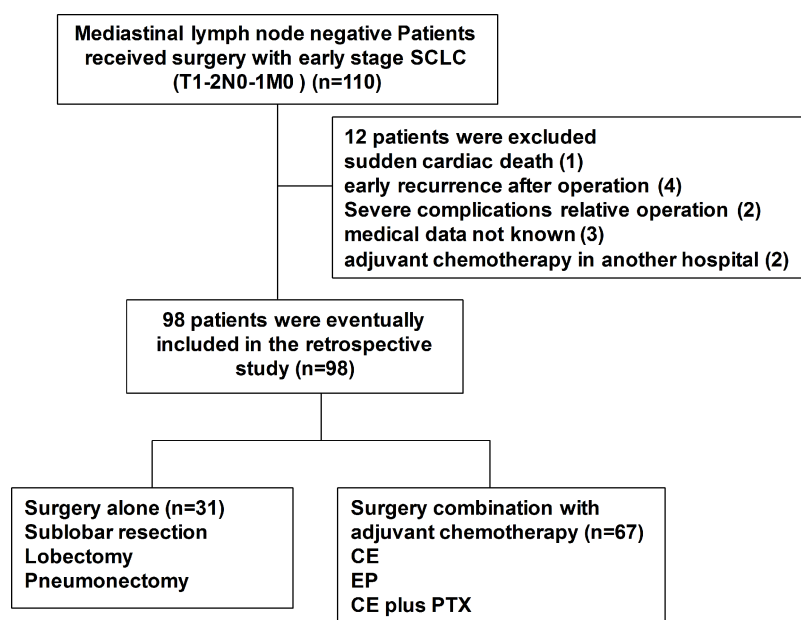 Mediastinal lymph node negative Patients
received surgery with early stage SCLC
(T1-2N0-1M0 ) (n=110)
12 patients were excluded
sudden cardiac death (1)
early recurrence after operation (4)
Severe complications relative operation (2)
medical data not known (3)
adjuvant chemotherapy in another hospital (2)
98 patients were eventually
included in the retrospective
study (n=98)
Surgery alone (n=31)
Sublobar resection
Lobectomy
Pneumonectomy
Surgery combination with
adjuvant chemotherapy (n=67)
CE
EP
CE plus PTX